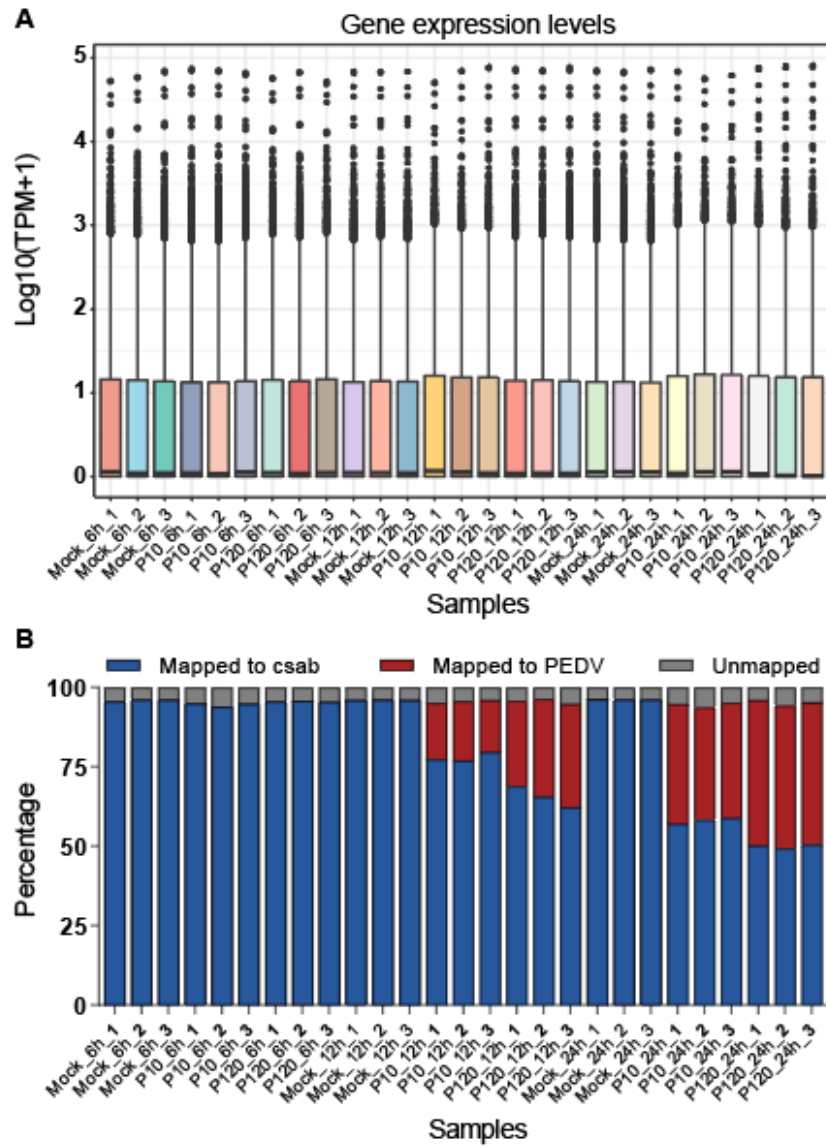 A
Gene expression levels
Log10(TPM+1)
5
4
3
2
1
0
Mock_6h_1
Mock_6h_2
Mock_6h_3
P10_6h_1
P10_6h_2
P10_6h_3
P120_6h_1
P120_6h_2
P120_6h_3
Mock_12h_1
Mock_12h_2
Mock_12h_3
P10_12h_1
P10_12h_2
P10_12h_3
P120_12h_1
P120_12h_2
P120_12h_3
Mock_24h_1
Mock_24h_2
Mock_24h_3
P10_24h_1
P10_24h_2
P10_24h_3
P120_24h_1
P120_24h_2
P120_24h_3
Samples
B
Mapped to csab Mapped to PEDV Unmapped
Percentage
100
75
50
25
0
Mock_6h_1
Mock_6h_2
Mock_6h_3
P10_6h_1
P10_6h_2
P10_6h_3
P120_6h_1
P120_6h_2
P120_6h_3
Mock_12h_1
Mock_12h_2
Mock_12h_3
P10_12h_1
P10_12h_2
P10_12h_3
P120_12h_1
P120_12h_2
P120_12h_3
Mock_24h_1
Mock_24h_2
Mock_24h_3
P10_24h_1
P10_24h_2
P10_24h_3
P120_24h_1
P120_24h_2
P120_24h_3
Samples